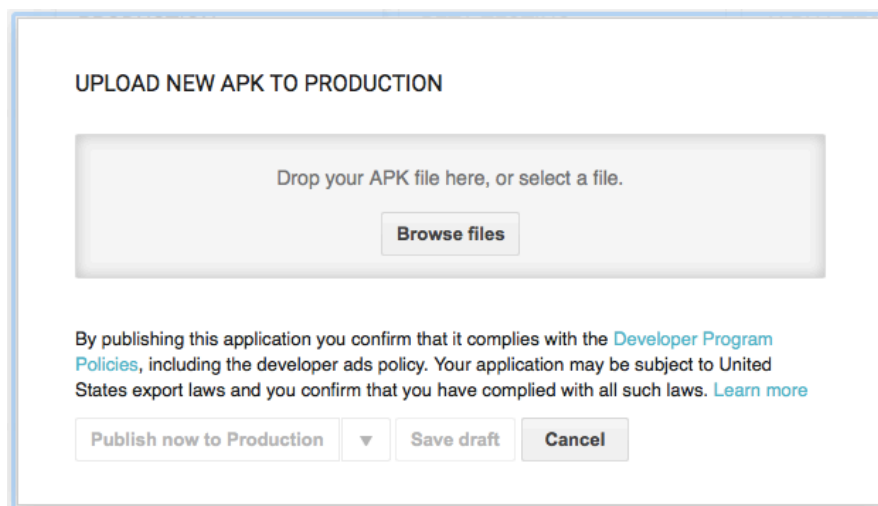 UPLOAD NEW APK TO PRODUCTION
Drop your APK file here, or select a file.
Browse files
By publishing this application you confirm that it complies with the Developer Program
Policies, including the developer ads policy. Your application may be subject to United
States export laws and you confirm that you have complied with all such laws. Learn more
Publish now to Production ▼ Save draft Cancel